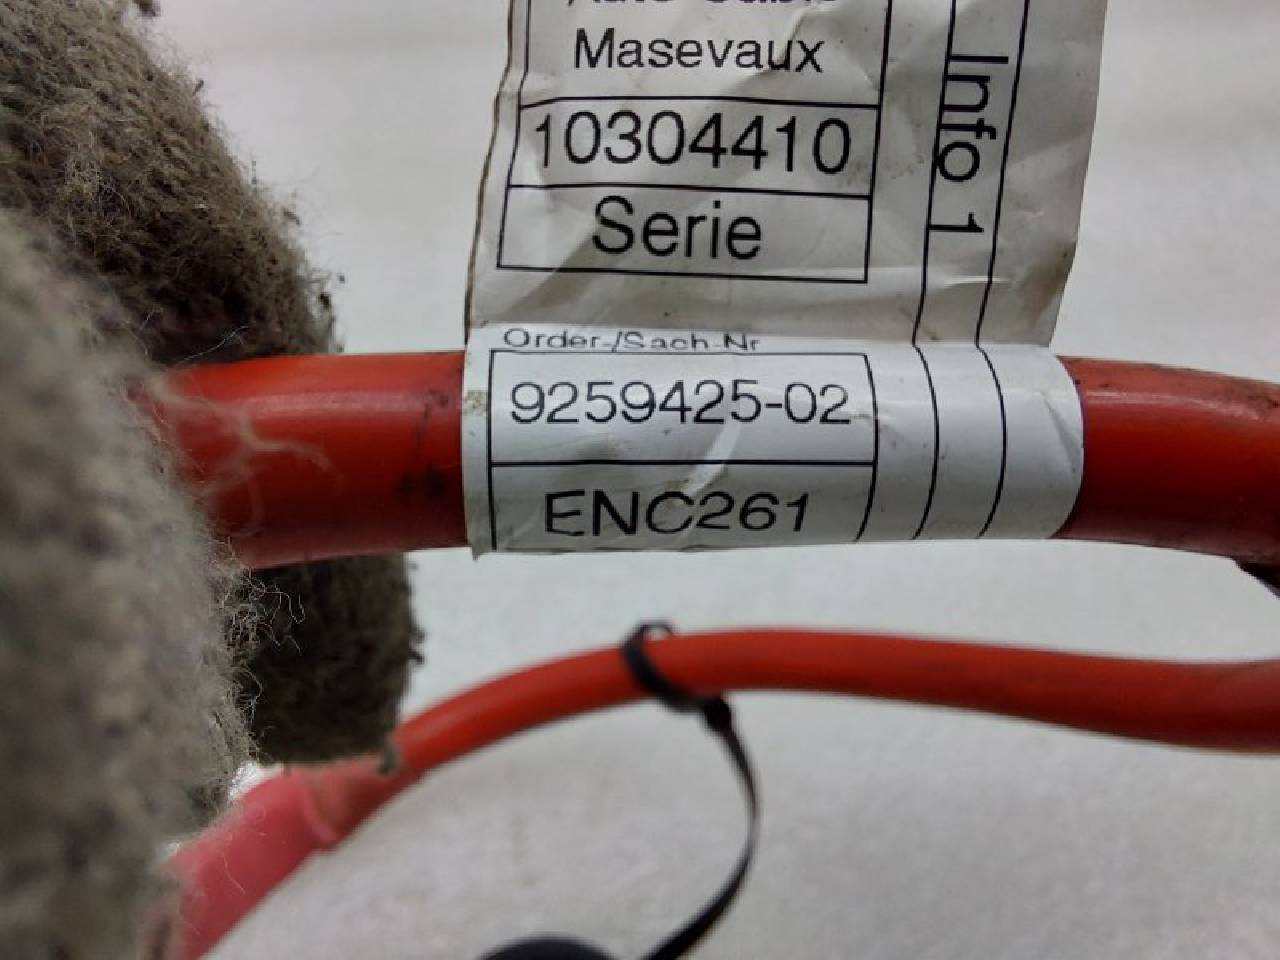 Masevaux
10304410
Serie
Info 1
Order-/Sach-Nr
9259425-02
ENC261